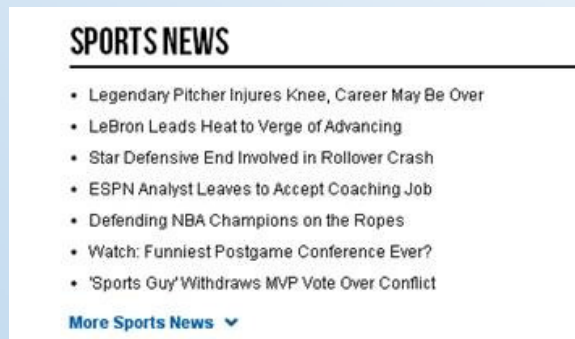 SPORTS NEWS
• Legendary Pitcher Injures Knee, Career May Be Over
• LeBron Leads Heat to Verge of Advancing
• Star Defensive End Involved in Rollover Crash
• ESPN Analyst Leaves to Accept Coaching Job
• Defending NBA Champions on the Ropes
• Watch: Funniest Postgame Conference Ever?
• 'Sports Guy' Withdraws MVP Vote Over Conflict
More Sports News